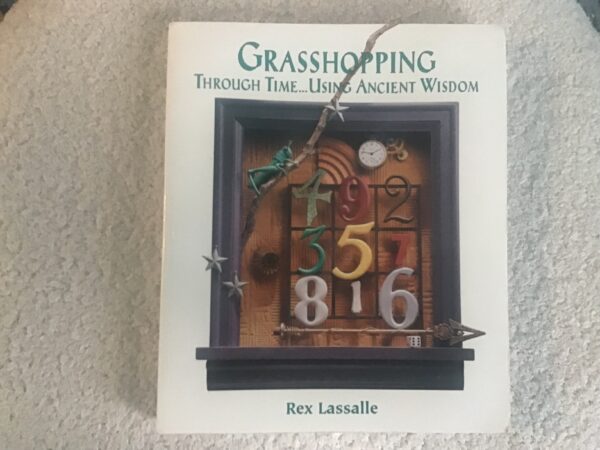 GRASSHOPPING
THROUGH TIME...USING ANCIENT WISDOM
4 9 2
3 5 7
8 1 6
Rex Lassalle